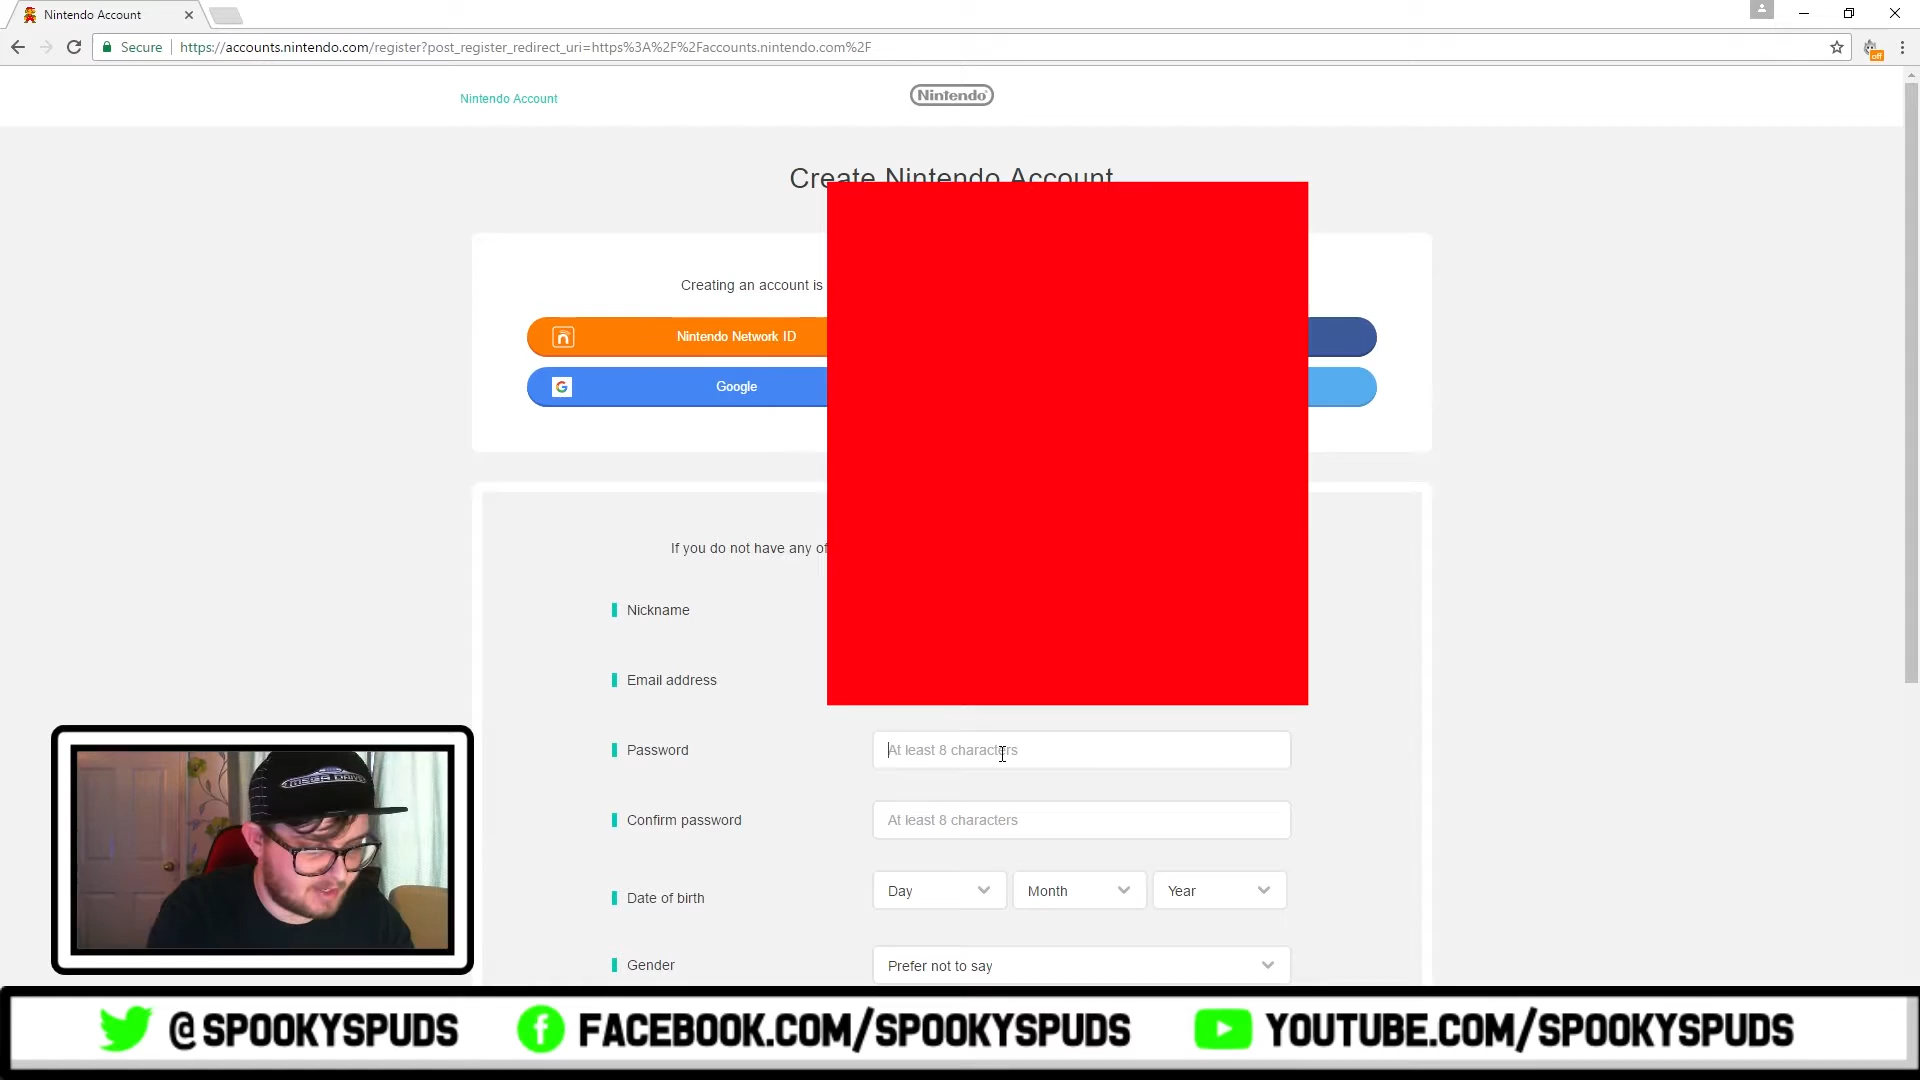 Nintendo Account
Secure
https://accounts.nintendo.com/register?post_register_redirect_uri=https%3A%2F%2Faccounts.nintendo.com%2F
off
Nintendo Account
Nintendo
Create Nintendo Account
Creating an account is
Nintendo Network ID
G Google
If you do not have any of
Nickname
Email address
Password
At least 8 characters
Confirm password
At least 8 characters
Date of birth
Day
Month
Year
Gender
Prefer not to say
MEGA DRIVE
@SPOOKYSPUDS
FACEBOOK.COM/SPOOKYSPUDS
YOUTUBE.COM/SPOOKYSPUDS